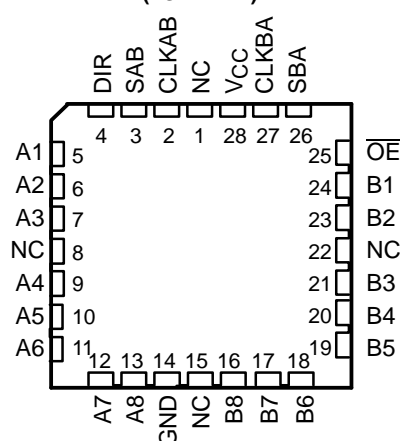 DIR SAB CLKAB NC VCC CLKBA SBA
4 3 2 1 28 27 26
A1 5 25 OE
A2 6 24 B1
A3 7 23 B2
NC 8 22 NC
A4 9 21 B3
A5 10 20 B4
A6 11 19 B5
12 13 14 15 16 17 18
A7 A8 GND NC B8 B7 B6